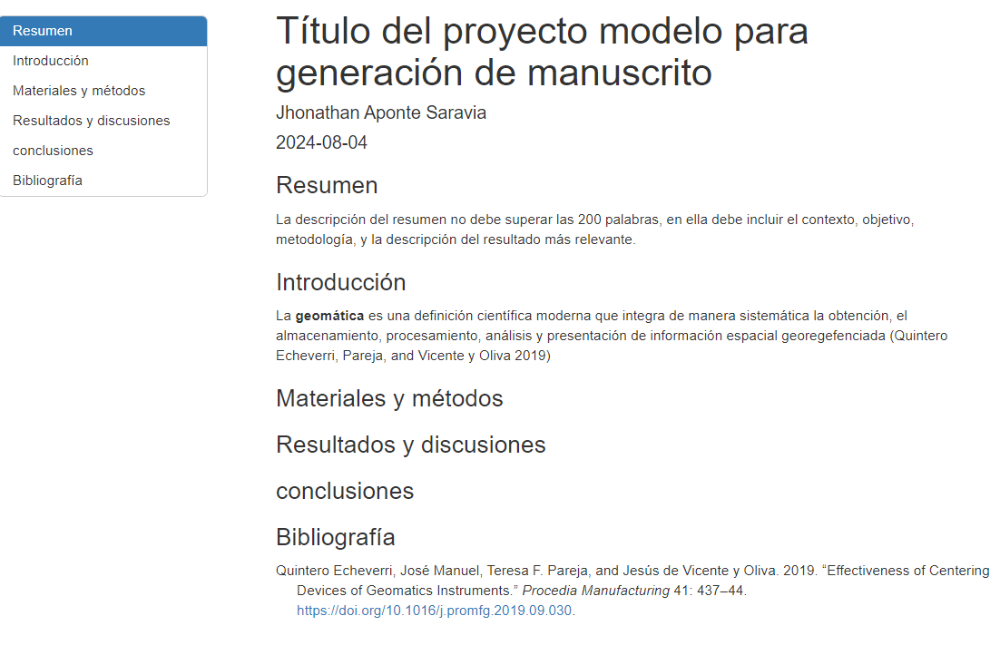 Resumen
Introducción
Materiales y métodos
Resultados y discusiones
conclusiones
Bibliografía
Título del proyecto modelo para
generación de manuscrito
Jhonathan Aponte Saravia
2024-08-04
Resumen
La descripción del resumen no debe superar las 200 palabras, en ella debe incluir el contexto, objetivo,
metodología, y la descripción del resultado más relevante.
Introducción
La geomática es una definición científica moderna que integra de manera sistemática la obtención, el
almacenamiento, procesamiento, análisis y presentación de información espacial georegefenciada (Quintero
Echeverri, Pareja, and Vicente y Oliva 2019)
Materiales y métodos
Resultados y discusiones
conclusiones
Bibliografía
Quintero Echeverri, José Manuel, Teresa F. Pareja, and Jesús de Vicente y Oliva. 2019. “Effectiveness of Centering
Devices of Geomatics Instruments.” Procedia Manufacturing 41: 437–44.
https://doi.org/10.1016/j.promfg.2019.09.030.